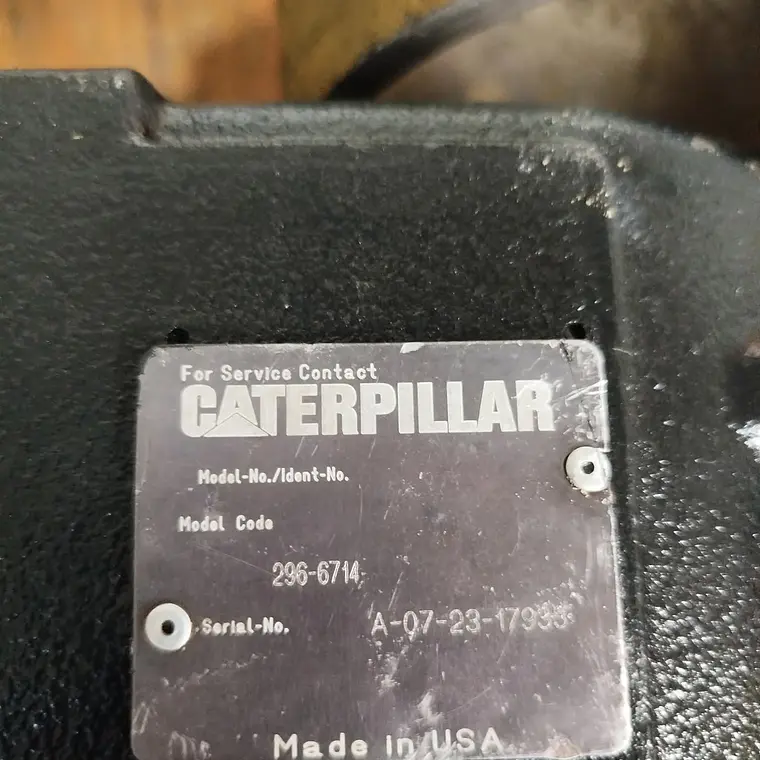 For Service Contact
CATERPILLAR
Model-No./Ident-No.
Model Code
296-6714
Serial-No. A-07-23-17933
Made in USA